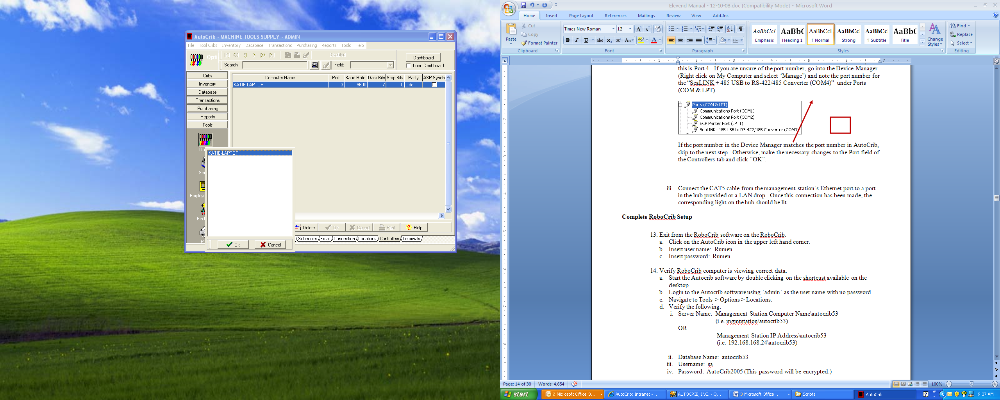 AutoCrib - MACHINE TOOLS SUPPLY - ADMIN
File Tool Cribs Inventory Database Transactions Purchasing Reports Tools Help
Opti
Disabled
Dashboard
Search:
Field:
Load Dashboard
Cribs
Inventory
Database
Transactions
Purchasing
Reports
Tools
Computer Name Port Baud Rate Data Bits Stop Bits Parity ASP Synch
KATIE-LAPTOP 3 9600 7 0 Odd
Op
Se
Employe
Bin
KATIE-LAPTOP
Ok
Cancel
Delete Ok Cancel Print Help
Scheduler Email Connection Locations Controllers Terminals
Elevend Manual - 12-10-08.doc [Compatibility Mode] - Microsoft Word
Home Insert Page Layout References Mailings Review View Add-Ins
Paste
Cut
Copy
Format Painter
Clipboard
Times New Roman 12
Font
Paragraph
AaBbCcL AaBbC AaBbCcI AaBbCcI AaBbCcI AaBbC
Emphasis Heading 1 ¶ Normal Strong ¶ Subtitle Title
Change Styles
Styles
Find
Replace
Select
Editing
this is Port 4. If you are unsure of the port number, go into the Device Manager
(Right click on My Computer and select ‘Manage’) and note the port number for
the “SeaLINK + 485 USB to RS-422/485 Converter (COM4)” under Ports
(COM & LPT).
Ports (COM & LPT)
Communications Port (COM1)
Communications Port (COM2)
ECP Printer Port (LPT1)
SeaLINK+485 USB to RS-422/485 Converter (COM3)
If the port number in the Device Manager matches the port number in AutoCrib,
skip to the next step. Otherwise, make the necessary changes to the Port field of
the Controllers tab and click “OK”.
iii. Connect the CAT5 cable from the management station’s Ethernet port to a port
in the hub provided or a LAN drop. Once this connection has been made, the
corresponding light on the hub should be lit.
Complete RoboCrib Setup
13. Exit from the RoboCrib software on the RoboCrib.
a. Click on the AutoCrib icon in the upper left hand corner.
b. Insert user name: Rumen
c. Insert password: Rumen
14. Verify RoboCrib computer is viewing correct data.
a. Start the Autocrib software by double clicking on the shortcust available on the
desktop.
b. Login to the Autocrib software using ‘admin’ as the user name with no password.
c. Navigate to Tools > Options > Locations.
d. Verify the following:
i. Server Name: Management Station Computer Name\autocrib53
(i.e. mgmtstation\autocrib53)
OR
Management Station IP Address\autocrib53
(i.e. 192.168.168.24\autocrib53)
ii. Database Name: autocrib53
iii. Username: sa
iv. Password: AutoCrib2005 (This password will be encrypted.)
Page: 14 of 30 Words: 4,654
100%
start
2 Microsoft Office O...
AutoCrib: Intranet - ...
AUTOCRIB, INC. - Q...
3 Microsoft Office ...
Scripts
AutoCrib
9:37 AM